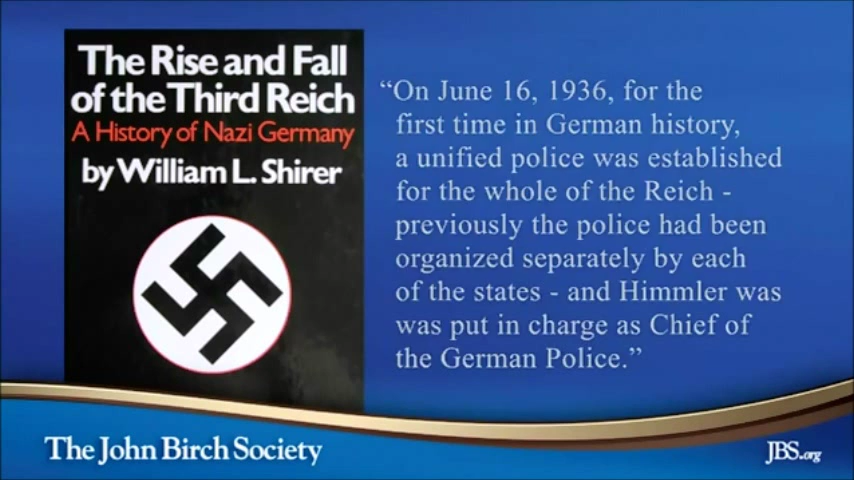 The Rise and Fall
of the Third Reich
A History of Nazi Germany
by William L. Shirer
“On June 16, 1936, for the
first time in German history,
a unified police was established
for the whole of the Reich -
previously the police had been
organized separately by each
of the states - and Himmler was
was put in charge as Chief of
the German Police.”
The John Birch Society
JBS.org